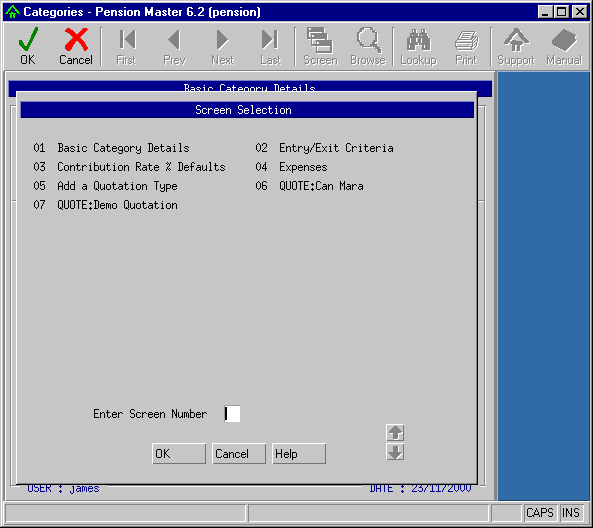 Categories - Pension Master 6.2 (pension)
OK Cancel First Prev Next Last Screen Browse Lookup Print Support Manual
Basic Category Details
Screen Selection
01 Basic Category Details 02 Entry/Exit Criteria
03 Contribution Rate % Defaults 04 Expenses
05 Add a Quotation Type 06 QUOTE:Can Mara
07 QUOTE:Demo Quotation
Enter Screen Number
OK Cancel Help
USER : james DATE : 23/11/2000
CAPS INS